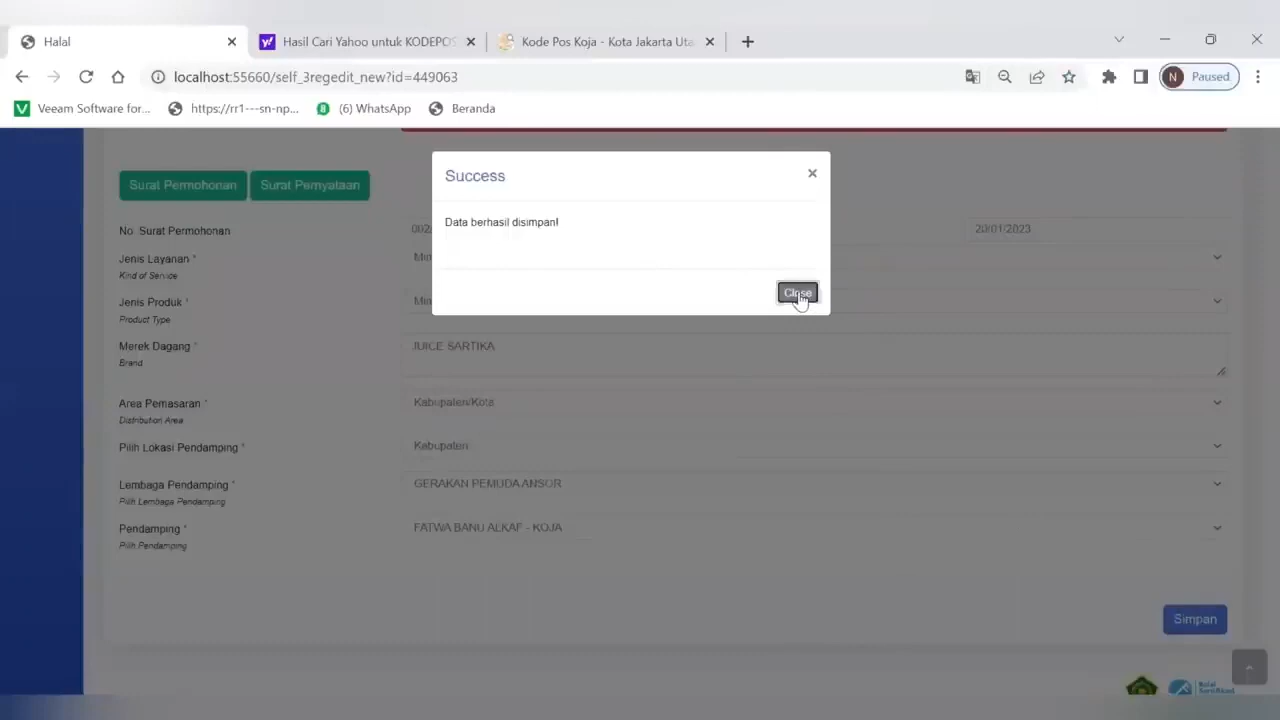 Halal
Hasil Cari Yahoo untuk KODEPOS
Kode Pos Koja - Kota Jakarta Uta
localhost:55660/self_3regedit_new?id=449063
N Paused
Veeam Software for...
https://rr1---sn-np...
(6) WhatsApp
Beranda
Success
Data berhasil disimpan!
Close
Surat Permohonan
Surat Pernyataan
No. Surat Permohonan
002/
20/01/2023
Jenis Layanan *
Min
Kind of Service
Jenis Produk *
Min
Product Type
Merek Dagang *
JUICE SARTIKA
Brand
Area Pemasaran *
Kabupaten/Kota
Distribution Area
Pilih Lokasi Pendamping *
Kabupaten
Lembaga Pendamping *
GERAKAN PEMUDA ANSOR
Pilih Lembaga Pendamping
Pendamping *
FATWA BANU ALKAF - KOJA
Pilih Pendamping
Simpan